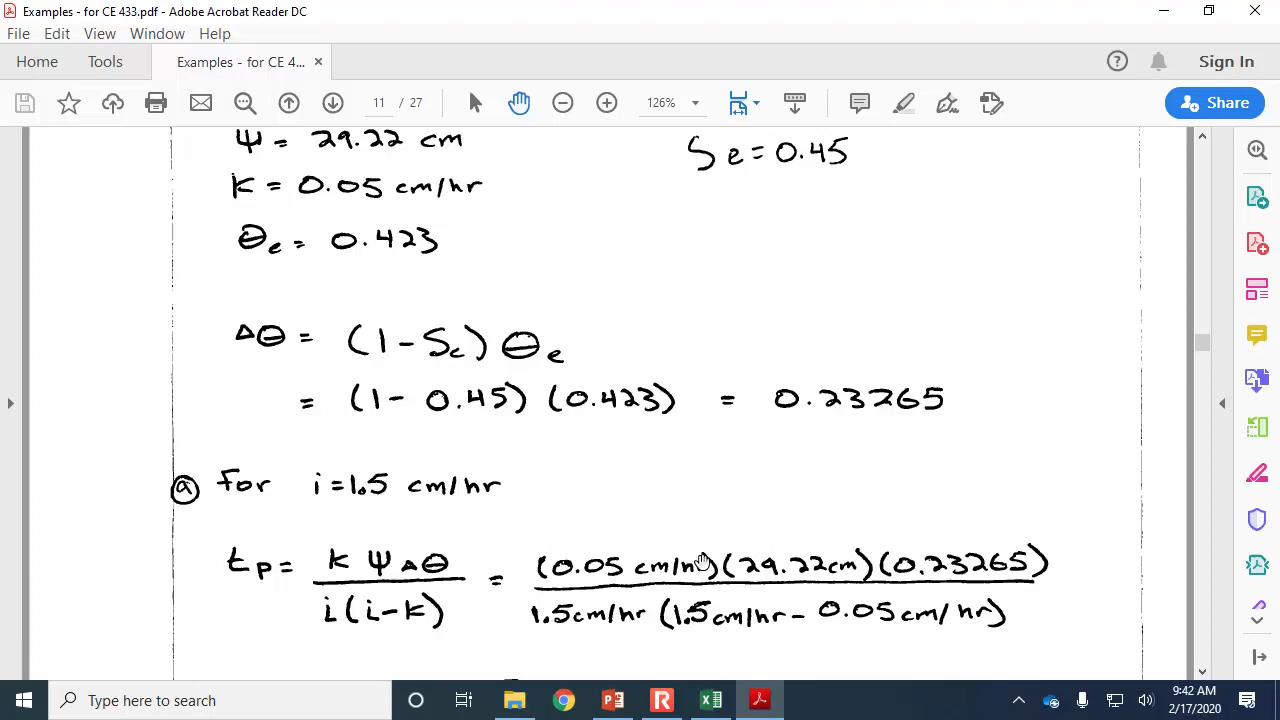 Examples - for CE 433.pdf - Adobe Acrobat Reader DC
File Edit View Window Help
Home Tools Examples - for CE 4... × Sign In
11 / 27 126% Share
Ψ = 29.22 cm
Se = 0.45
K = 0.05 cm/hr
Θe = 0.423
ΔΘ = (1 - Se) Θe
= (1 - 0.45) (0.423) = 0.23265
ⓐ For i = 1.5 cm/hr
tp = K Ψ ΔΘ / i(i-K) = (0.05 cm/hr)(29.22cm)(0.23265) / 1.5cm/hr (1.5cm/hr - 0.05 cm/hr)
Type here to search
9:42 AM
2/17/2020